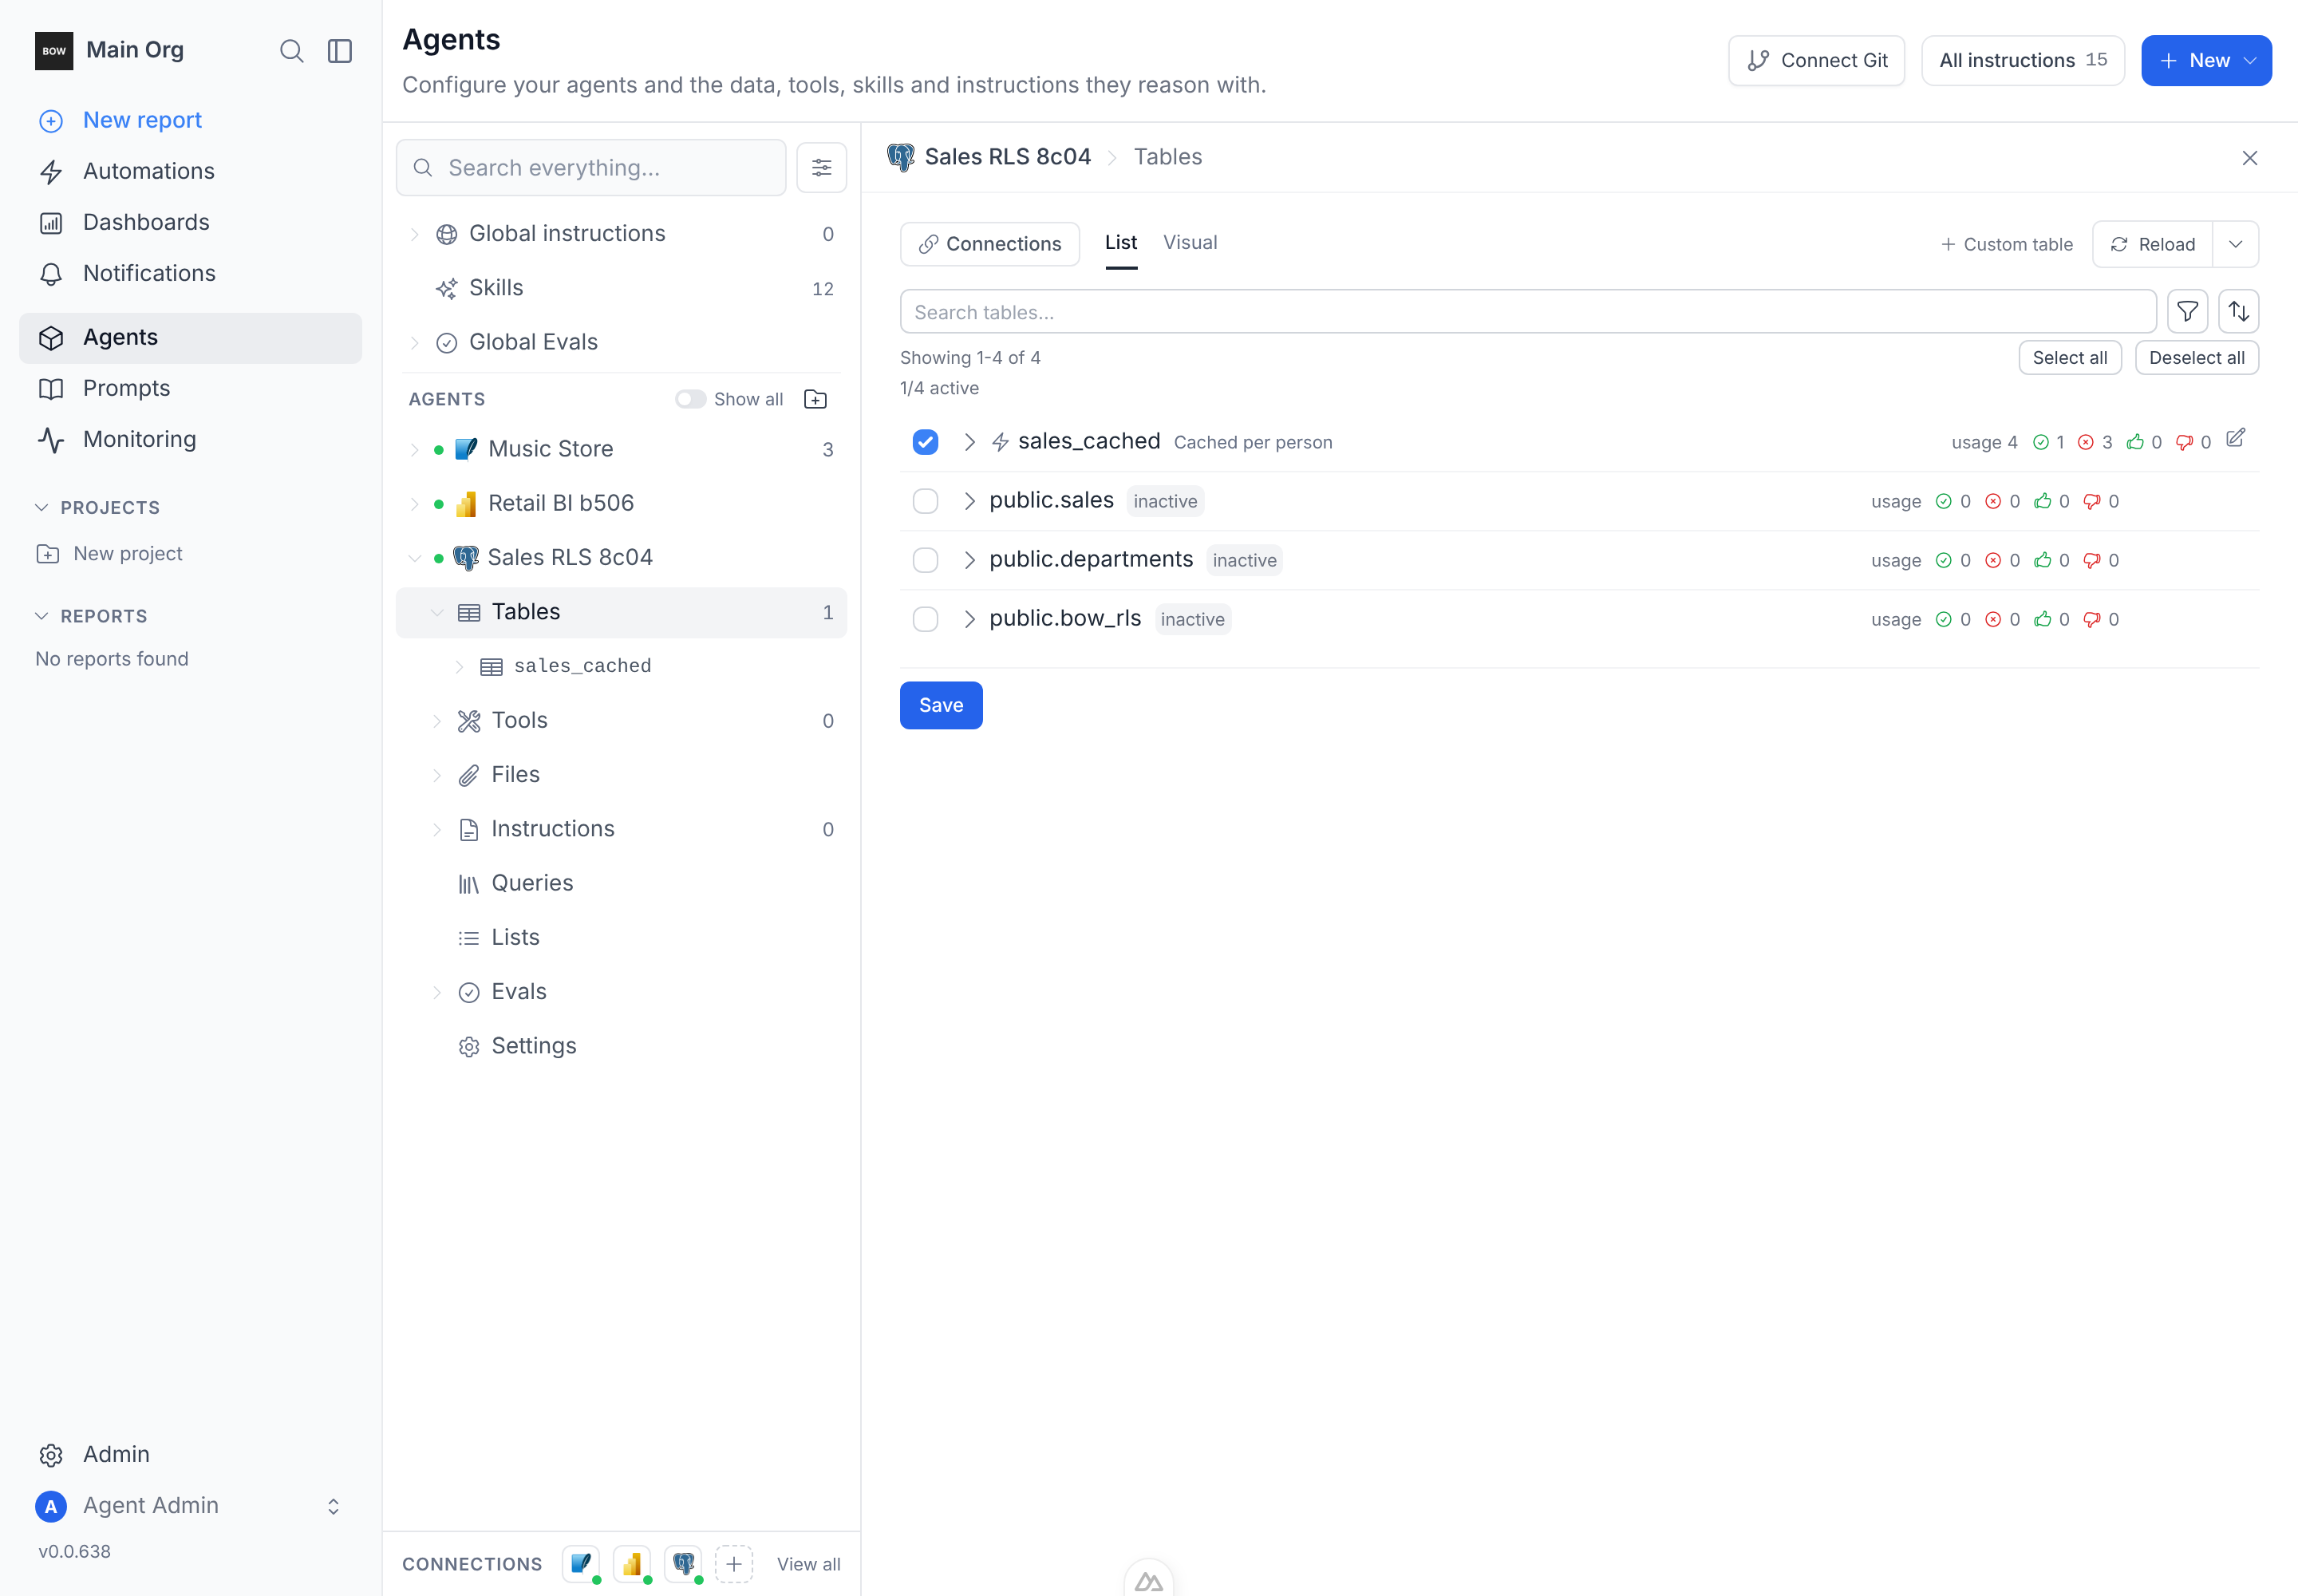 BOW Main Org
New report
Automations
Dashboards
Notifications
Agents
Prompts
Monitoring
PROJECTS
New project
REPORTS
No reports found
Admin
A Agent Admin
v0.0.638
Agents
Configure your agents and the data, tools, skills and instructions they reason with.
Connect Git
All instructions 15
New
Search everything...
Global instructions 0
Skills 12
Global Evals
AGENTS Show all
Music Store 3
Retail BI b506
Sales RLS 8c04
Tables 1
sales_cached
Tools 0
Files
Instructions 0
Queries
Lists
Evals
Settings
CONNECTIONS View all
Sales RLS 8c04 Tables
Connections List Visual Custom table Reload
Search tables...
Showing 1-4 of 4 Select all Deselect all
1/4 active
sales_cached Cached per person usage 4 1 3 0 0
public.sales inactive usage 0 0 0 0
public.departments inactive usage 0 0 0 0
public.bow_rls inactive usage 0 0 0 0
Save